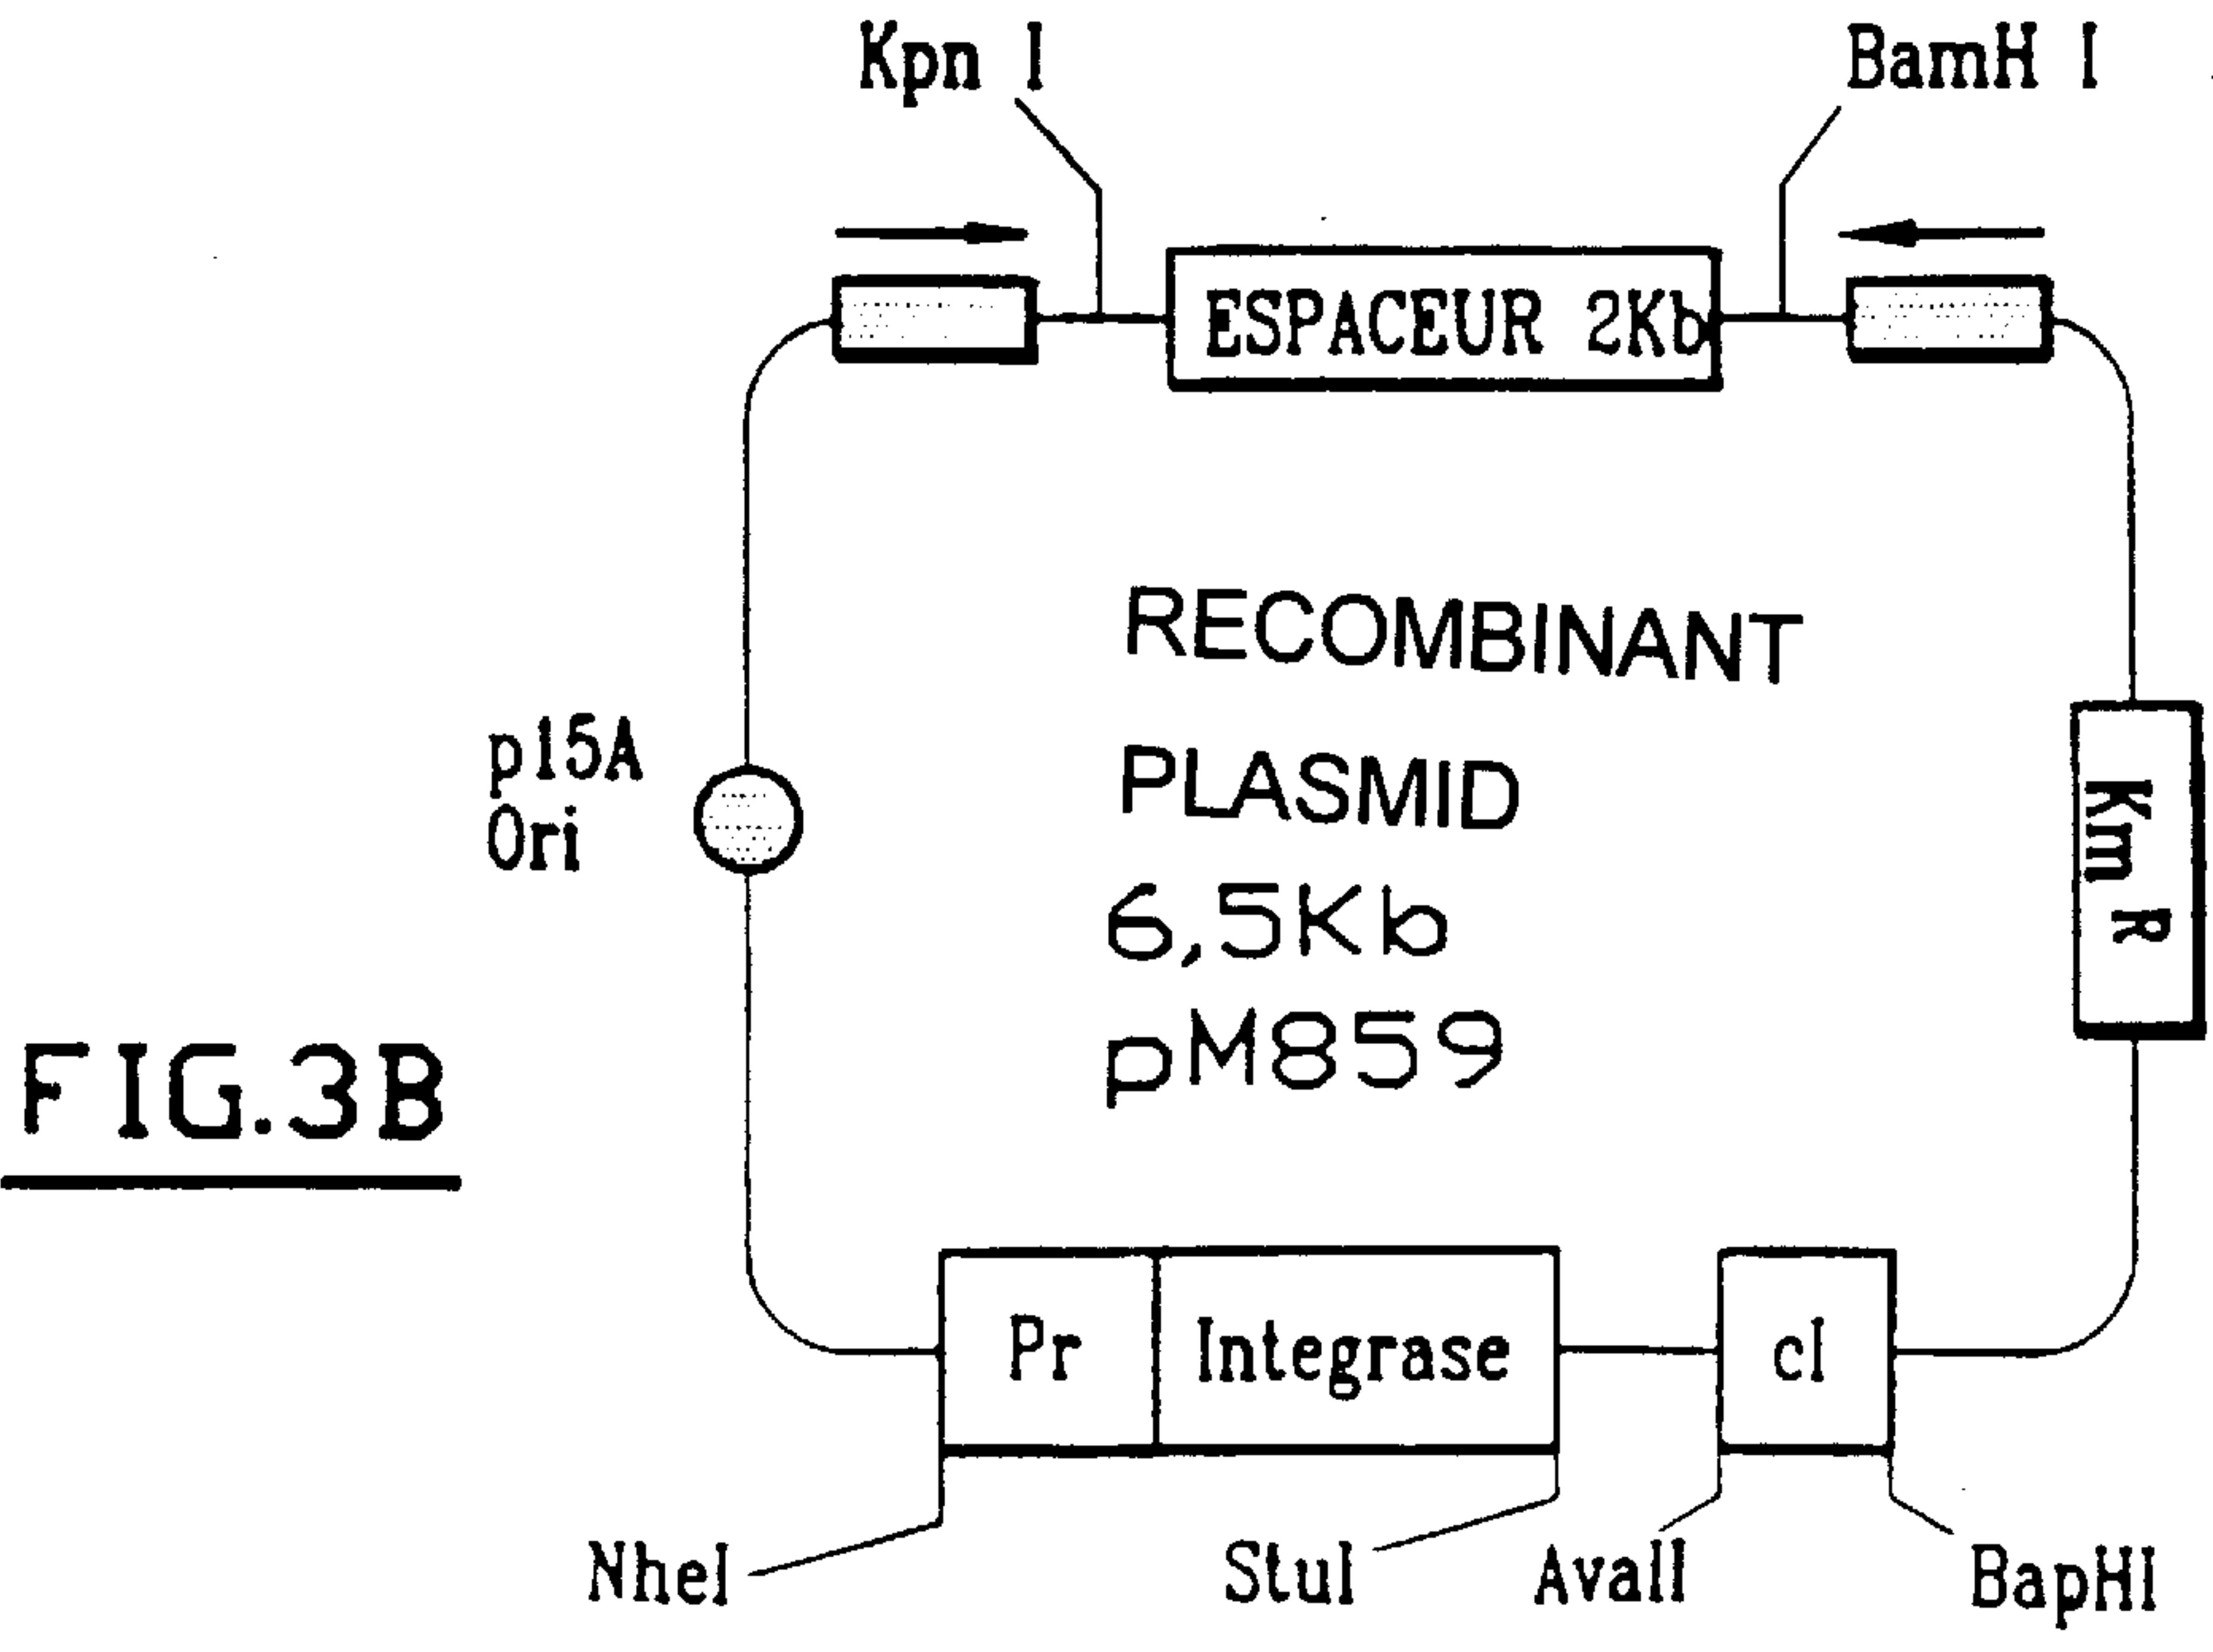 Kpn I
BamH I
ESPACEUR 2Kb
RECOMBINANT
p15A
Ori
PLASMID
Km R
6,5Kb
pM859
FIG.3B
Pr
Integrase
cI
NheI
StuI
AvaII
BapHI